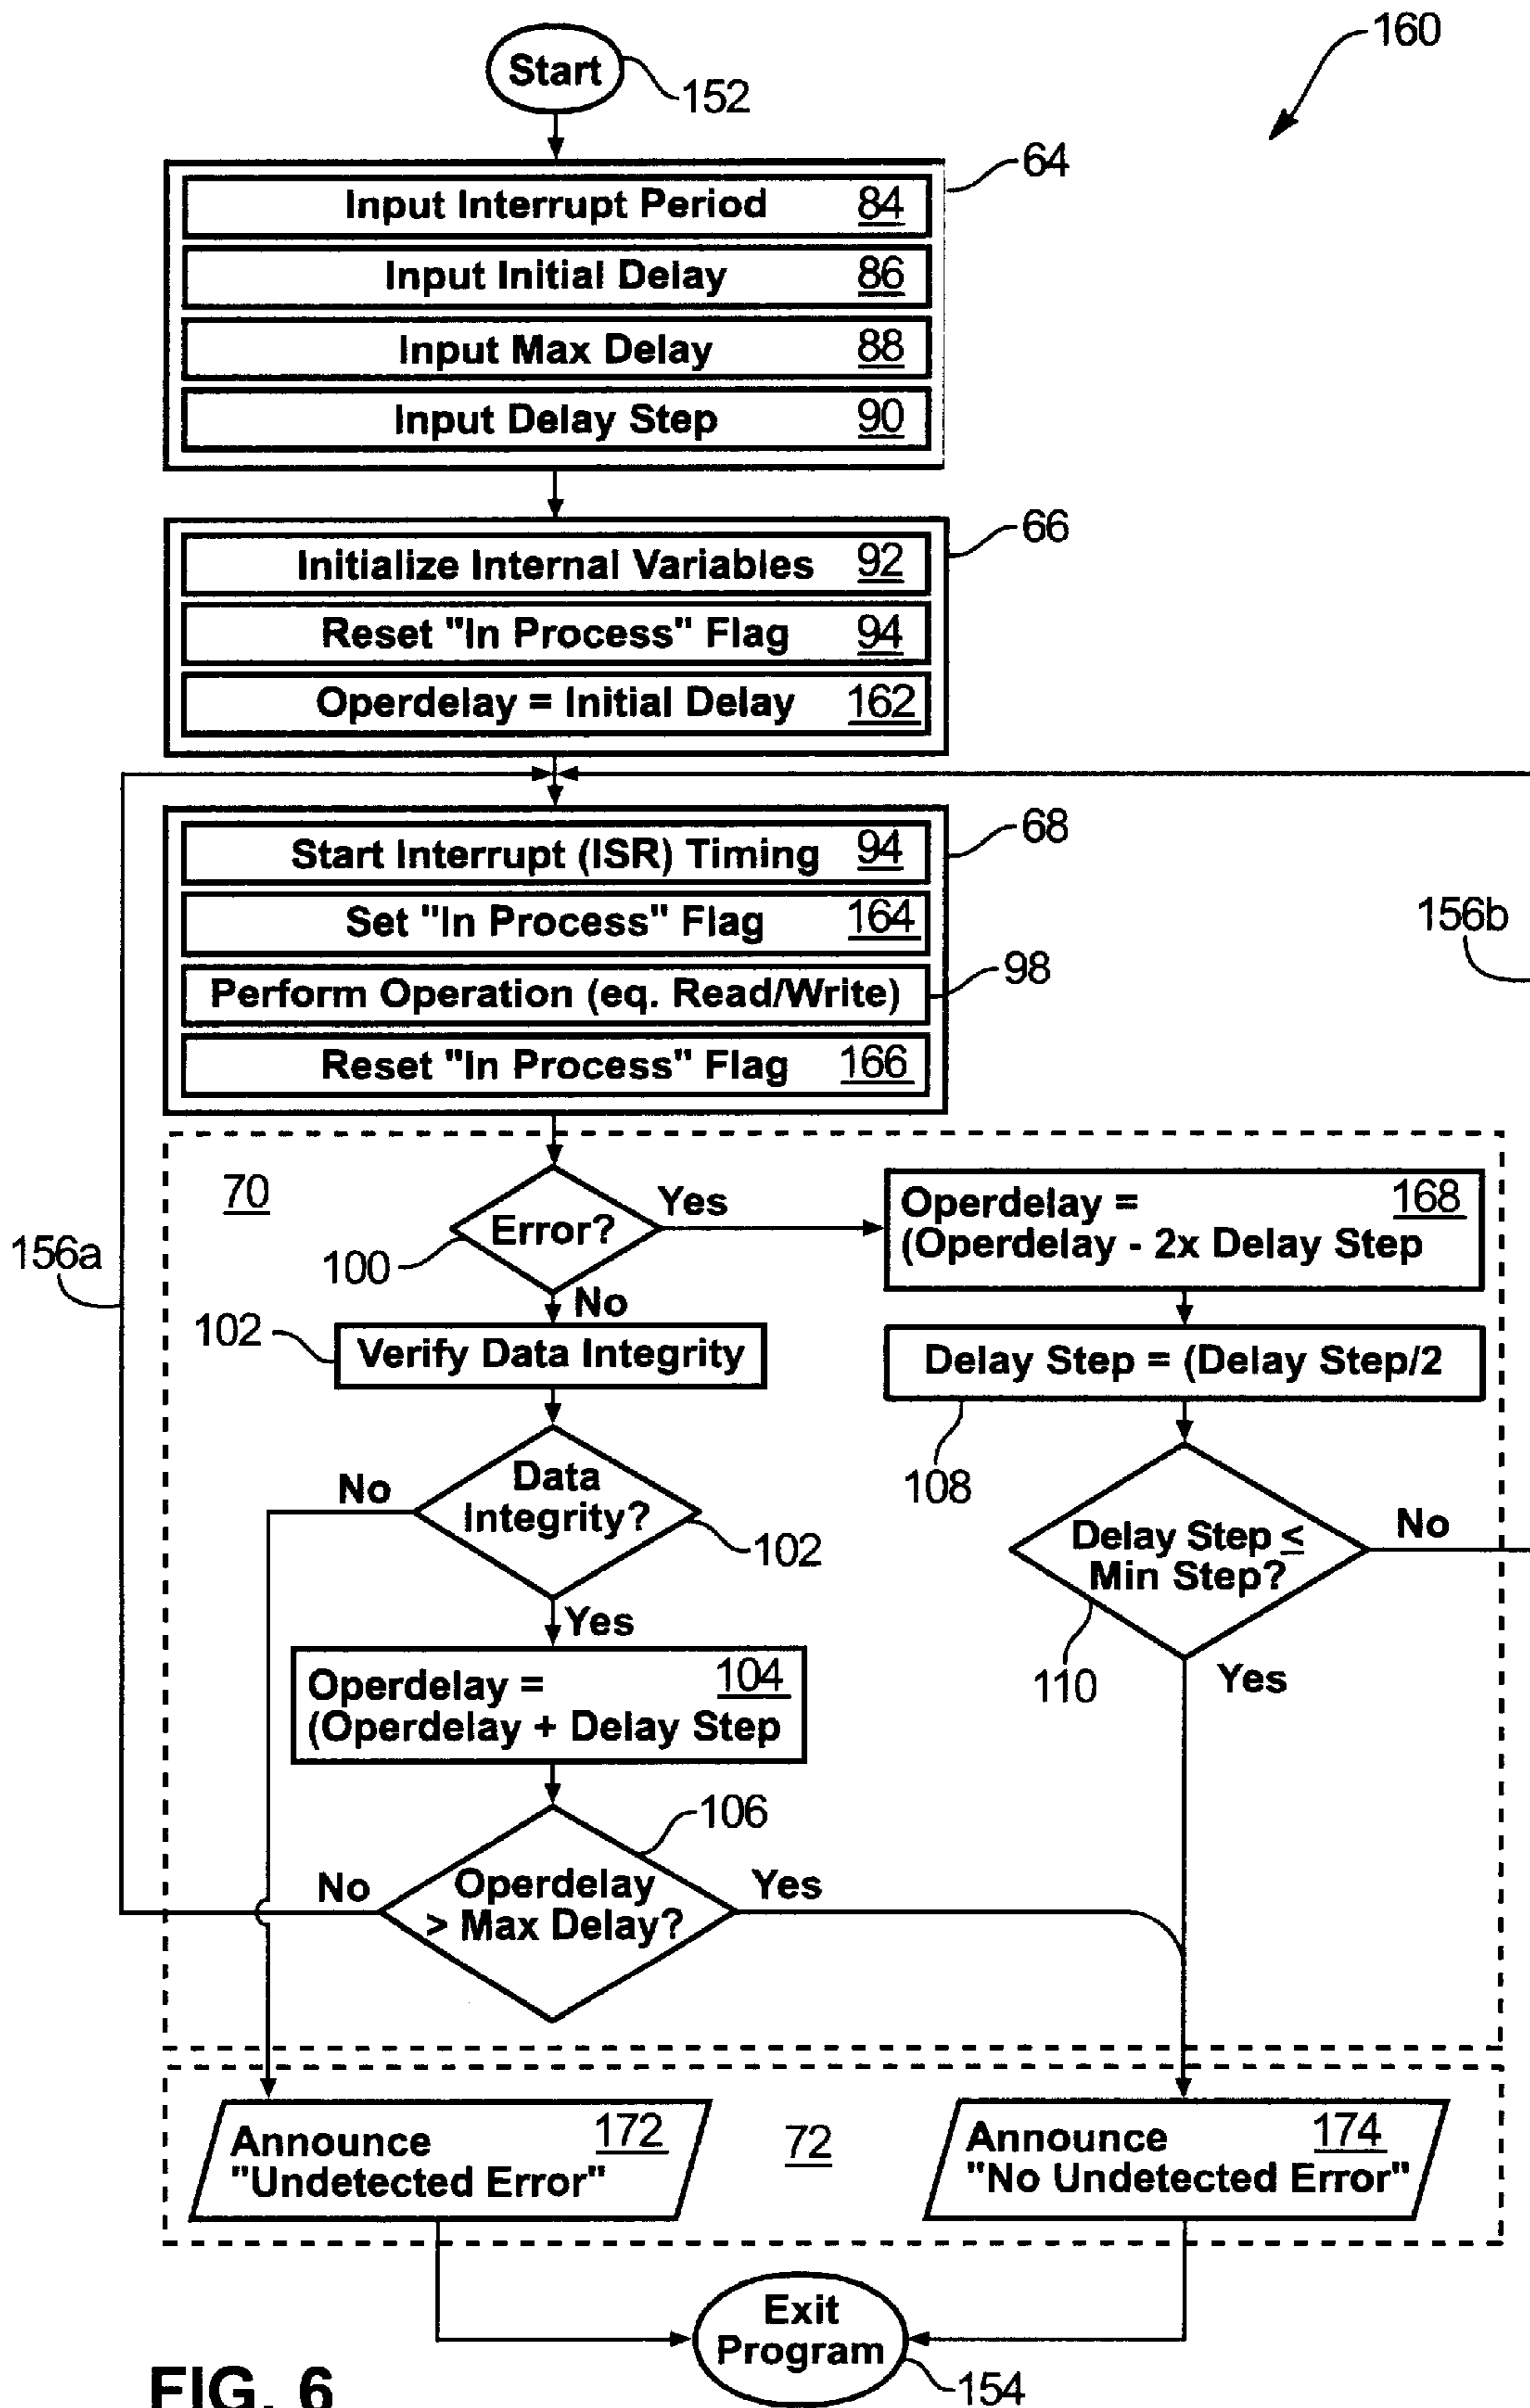 160
Start
152
64
Input Interrupt Period 84
Input Initial Delay 86
Input Max Delay 88
Input Delay Step 90
66
Initialize Internal Variables 92
Reset "In Process" Flag 94
Operdelay = Initial Delay 162
68
Start Interrupt (ISR) Timing 94
Set "In Process" Flag 164
156b
98
Perform Operation (eq. Read/Write)
Reset "In Process" Flag 166
70
Error?
Yes
100
No
Operdelay = 168
(Operdelay - 2x Delay Step
156a
102
Verify Data Integrity
Delay Step = (Delay Step/2
108
Data
Integrity?
No
102
Yes
Delay Step ≤
Min Step?
No
110
Yes
Operdelay = 104
(Operdelay + Delay Step
106
Operdelay
> Max Delay?
No
Yes
Announce 172
"Undetected Error"
72
Announce 174
"No Undetected Error"
Exit
Program
154
FIG. 6